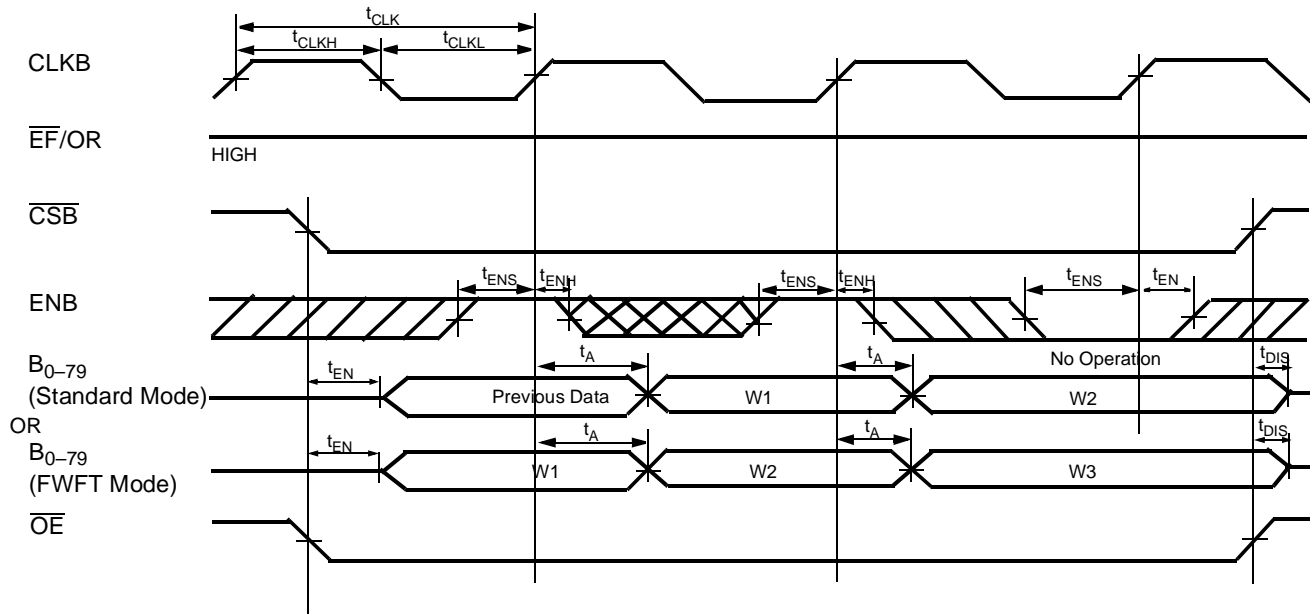 tCLK
tCLKH tCLKL
CLKB
EF/OR
HIGH
CSB
tENS tENH tENS tENH tENS tEN
ENB
B0–79
(Standard Mode)
tEN tA tA No Operation tDIS
Previous Data W1 W2
OR
B0–79
(FWFT Mode)
tEN tA tA tDIS
W1 W2 W3
OE